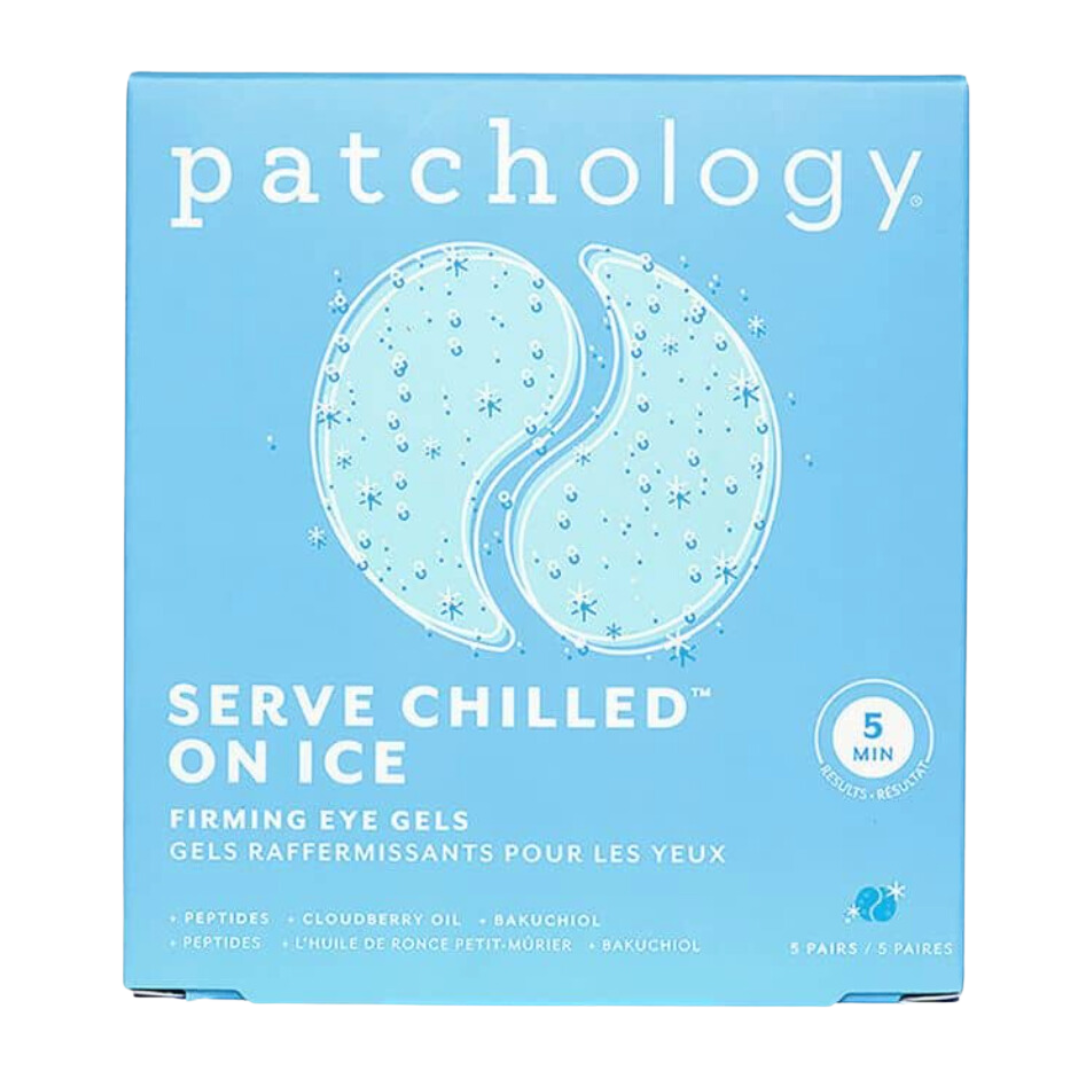 patchology®
SERVE CHILLED™
ON ICE
FIRMING EYE GELS
GELS RAFFERMISSANTS POUR LES YEUX
5
MIN
RESULTS • RÉSULTAT
+ PEPTIDES + CLOUDBERRY OIL + BAKUCHIOL
+ PEPTIDES + L'HUILE DE RONCE PETIT-MÛRIER + BAKUCHIOL
5 PAIRS / 5 PAIRES